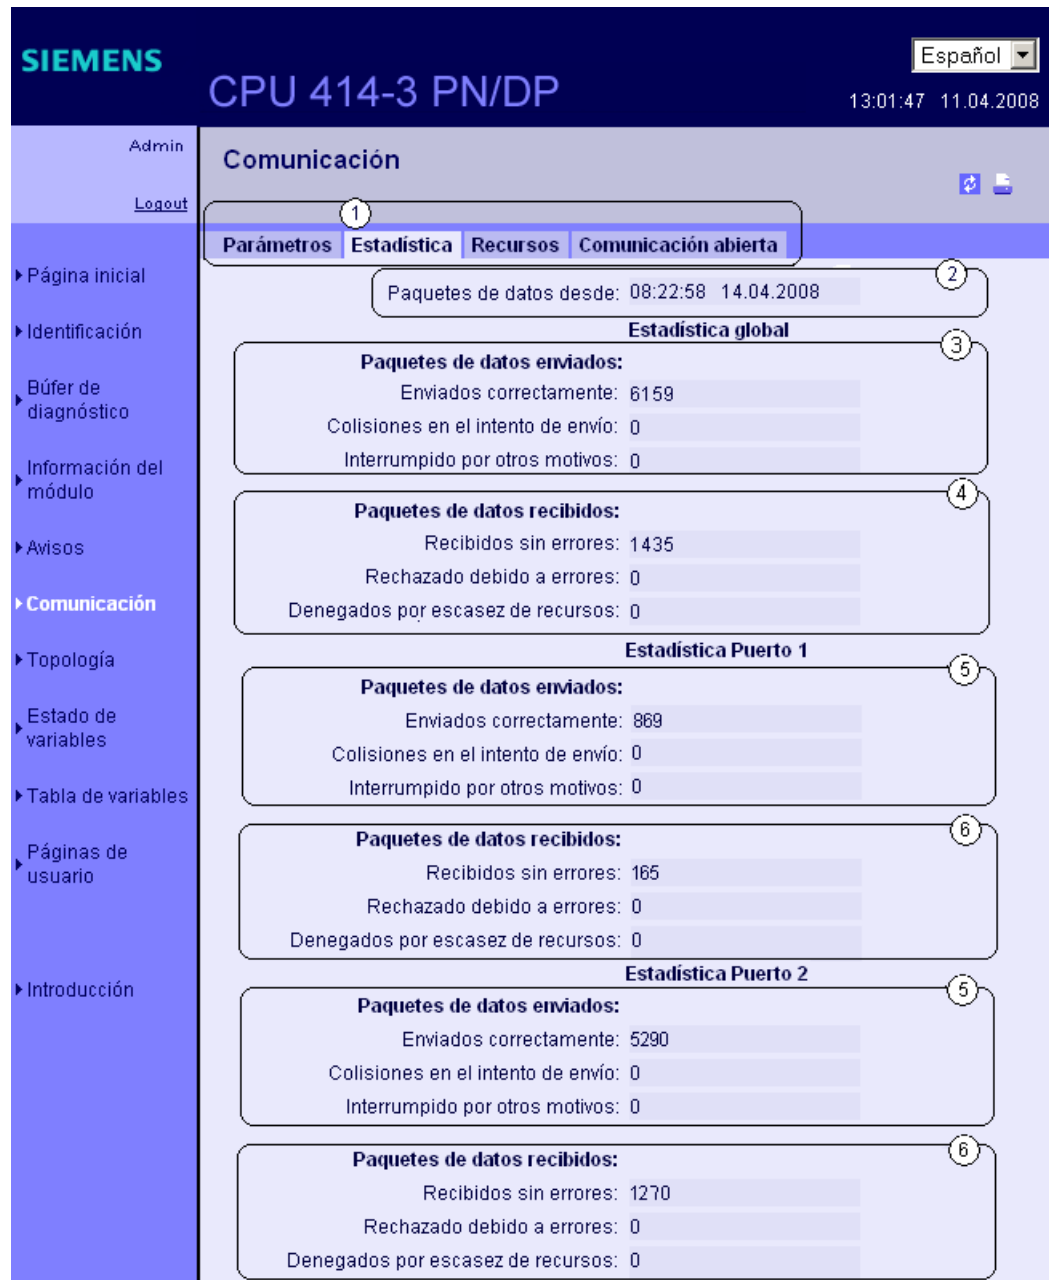 SIEMENS
Español
CPU 414-3 PN/DP
13:01:47 11.04.2008
Admin
Logout
Comunicación
1
Parámetros Estadística Recursos Comunicación abierta
Página inicial
Identificación
Búfer de
diagnóstico
Información del
módulo
Avisos
Comunicación
Topología
Estado de
variables
Tabla de variables
Páginas de
usuario
Introducción
2
Paquetes de datos desde: 08:22:58 14.04.2008
Estadística global
3
Paquetes de datos enviados:
Enviados correctamente: 6159
Colisiones en el intento de envío: 0
Interrumpido por otros motivos: 0
4
Paquetes de datos recibidos:
Recibidos sin errores: 1435
Rechazado debido a errores: 0
Denegados por escasez de recursos: 0
Estadística Puerto 1
5
Paquetes de datos enviados:
Enviados correctamente: 869
Colisiones en el intento de envío: 0
Interrumpido por otros motivos: 0
6
Paquetes de datos recibidos:
Recibidos sin errores: 165
Rechazado debido a errores: 0
Denegados por escasez de recursos: 0
Estadística Puerto 2
5
Paquetes de datos enviados:
Enviados correctamente: 5290
Colisiones en el intento de envío: 0
Interrumpido por otros motivos: 0
6
Paquetes de datos recibidos:
Recibidos sin errores: 1270
Rechazado debido a errores: 0
Denegados por escasez de recursos: 0